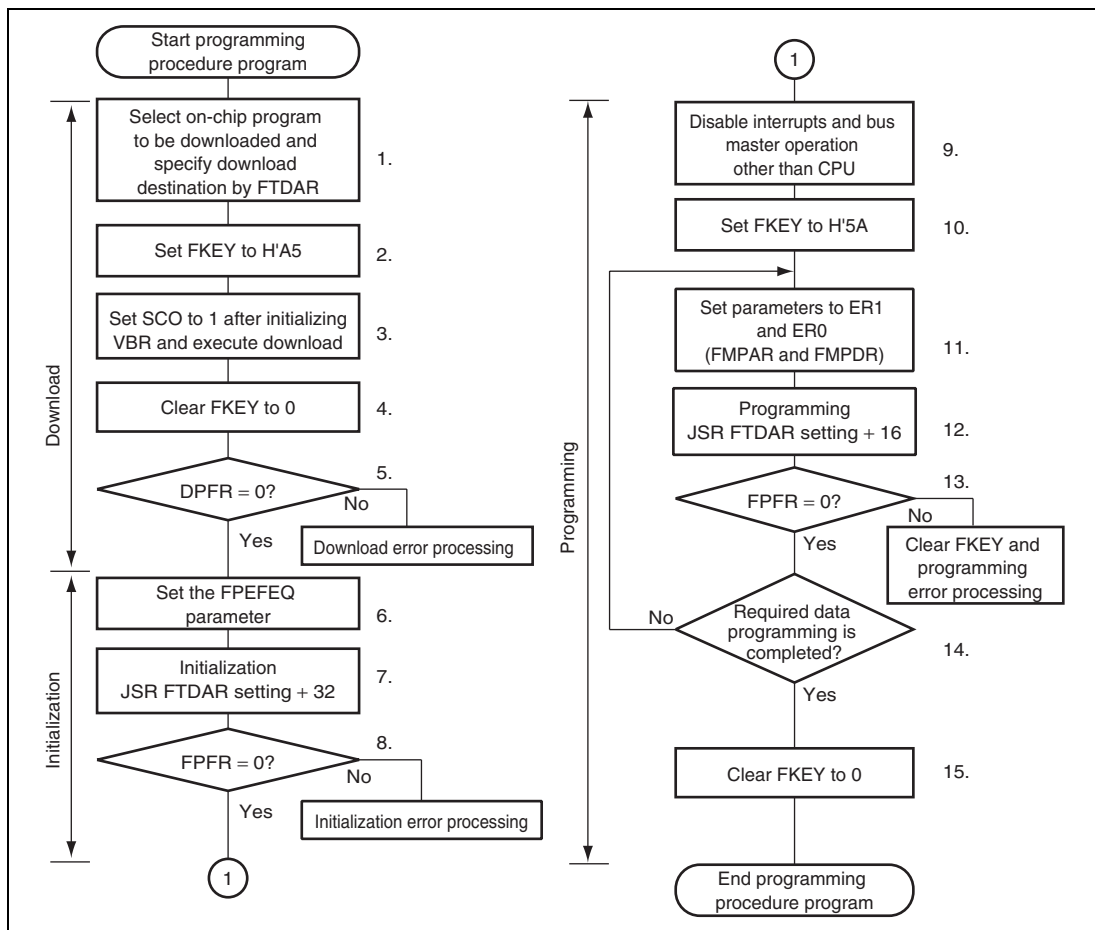 Start programming
procedure program
Select on-chip program
to be downloaded and
specify download
destination by FTDAR
1.
Set FKEY to H'A5
2.
Set SCO to 1 after initializing
VBR and execute download
3.
Clear FKEY to 0
4.
Download
5.
DPFR = 0?
No
Yes
Download error processing
Set the FPEFEQ
parameter
6.
Initialization
JSR FTDAR setting + 32
7.
Initialization
8.
FPFR = 0?
No
Yes
Initialization error processing
1
1
Disable interrupts and bus
master operation
other than CPU
9.
Set FKEY to H'5A
10.
Set parameters to ER1
and ER0
(FMPAR and FMPDR)
11.
Programming
JSR FTDAR setting + 16
12.
Programming
13.
FPFR = 0?
No
Yes
Clear FKEY and
programming
error processing
No
Required data
programming is
completed?
14.
Yes
Clear FKEY to 0
15.
End programming
procedure program